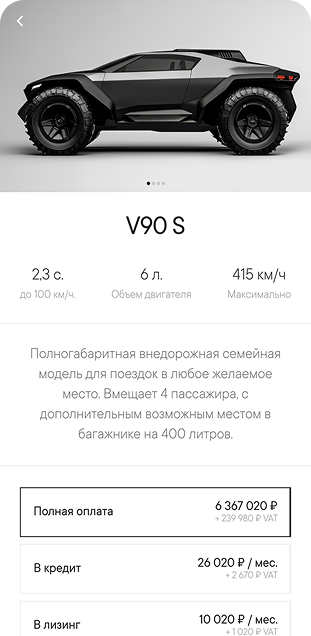 V90 S
2,3 с.
6 л.
415 км/ч
до 100 км/ч.
Объем двигателя
Максимально
Полногабаритная внедорожная семейная
модель для поездок в любое желаемое
место. Вмещает 4 пассажира, с
дополнительным возможным местом в
багажнике на 400 литров.
Полная оплата
6 367 020 ₽
+ 239 980 ₽ VAT
В кредит
26 020 ₽ / мес.
+ 2 670 ₽ VAT
В лизинг
10 020 ₽ / мес.
+ 1 020 ₽ VAT